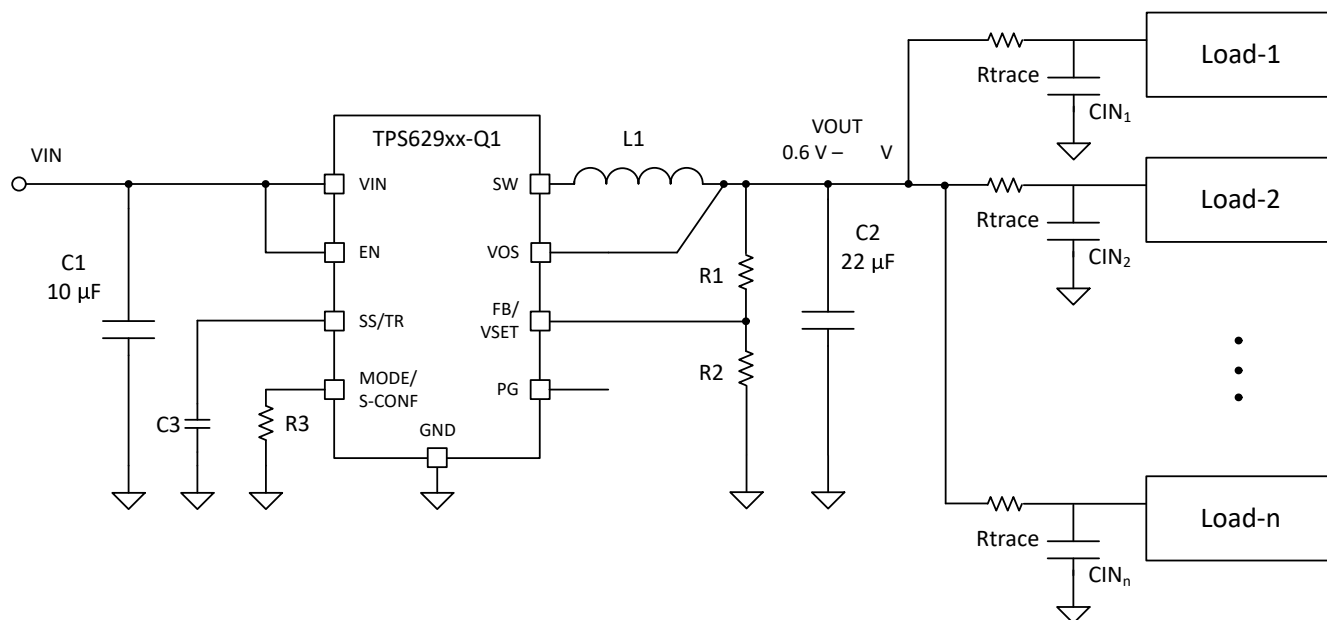 VIN
C1
10 µF
C3
R3
TPS629xx-Q1
VIN
EN
SS/TR
MODE/
S-CONF
GND
SW
VOS
FB/
VSET
PG
L1
R1
R2
VOUT
0.6 V – V
C2
22 µF
Rtrace
CIN₁
Load-1
Rtrace
CIN₂
Load-2
Rtrace
CINₙ
Load-n